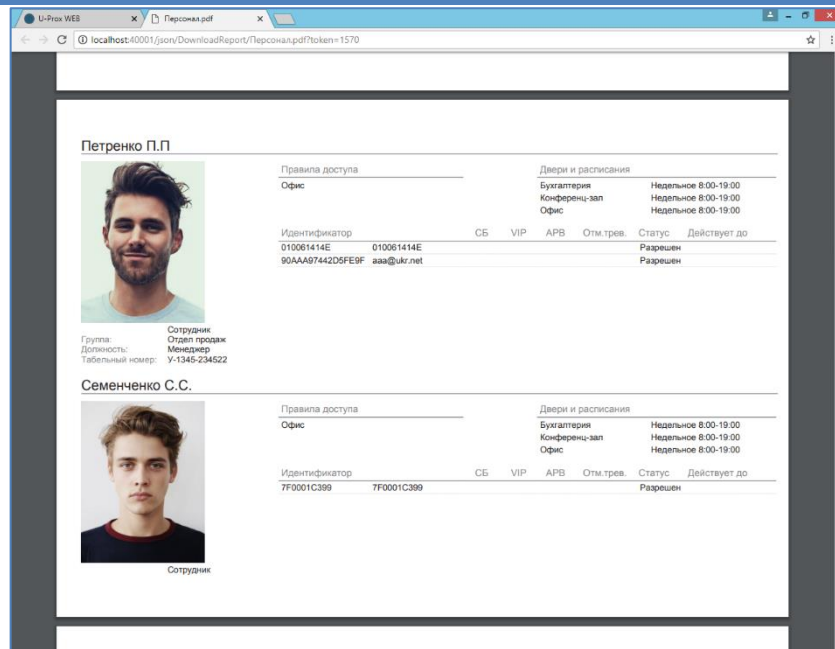 U-Prox WEB
Персонал.pdf
localhost:40001/json/DownloadReport/Персонал.pdf?token=1570
Петренко П.П
Правила доступа Двери и расписания
Офис Бухгалтерия Недельное 8:00-19:00
Конференц-зал Недельное 8:00-19:00
Офис Недельное 8:00-19:00
Идентификатор СБ VIP APB Отм.трев. Статус Действует до
010061414E 010061414E Разрешен
90AAA97442D5FE9F aaa@ukr.net Разрешен
Сотрудник
Группа: Отдел продаж
Должность: Менеджер
Табельный номер: У-1345-234522
Семенченко С.С.
Правила доступа Двери и расписания
Офис Бухгалтерия Недельное 8:00-19:00
Конференц-зал Недельное 8:00-19:00
Офис Недельное 8:00-19:00
Идентификатор СБ VIP APB Отм.трев. Статус Действует до
7F0001C399 7F0001C399 Разрешен
Сотрудник